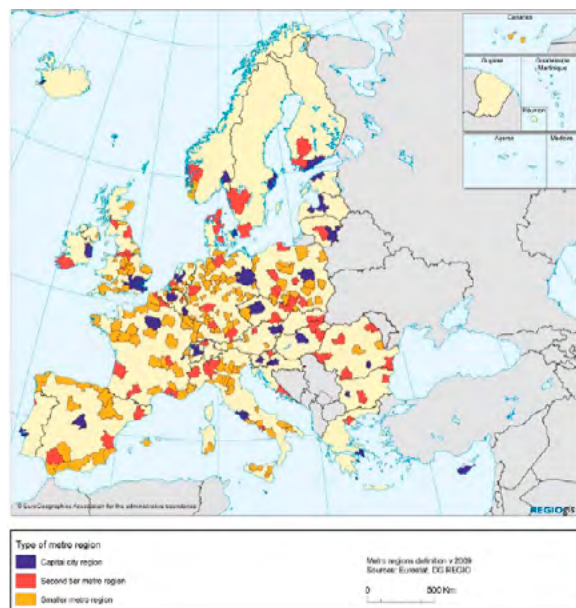 Canarias
Guyane
Guadeloupe
Martinique
Réunion
Açores
Madeira
© EuroGeographics Association for the administrative boundaries
REGIOgis
Type of metro region
Capital city region
Second tier metro region
Smaller metro region
Metro regions definition v 2009
Sources: Eurostat, DG REGIO
0 500 Km